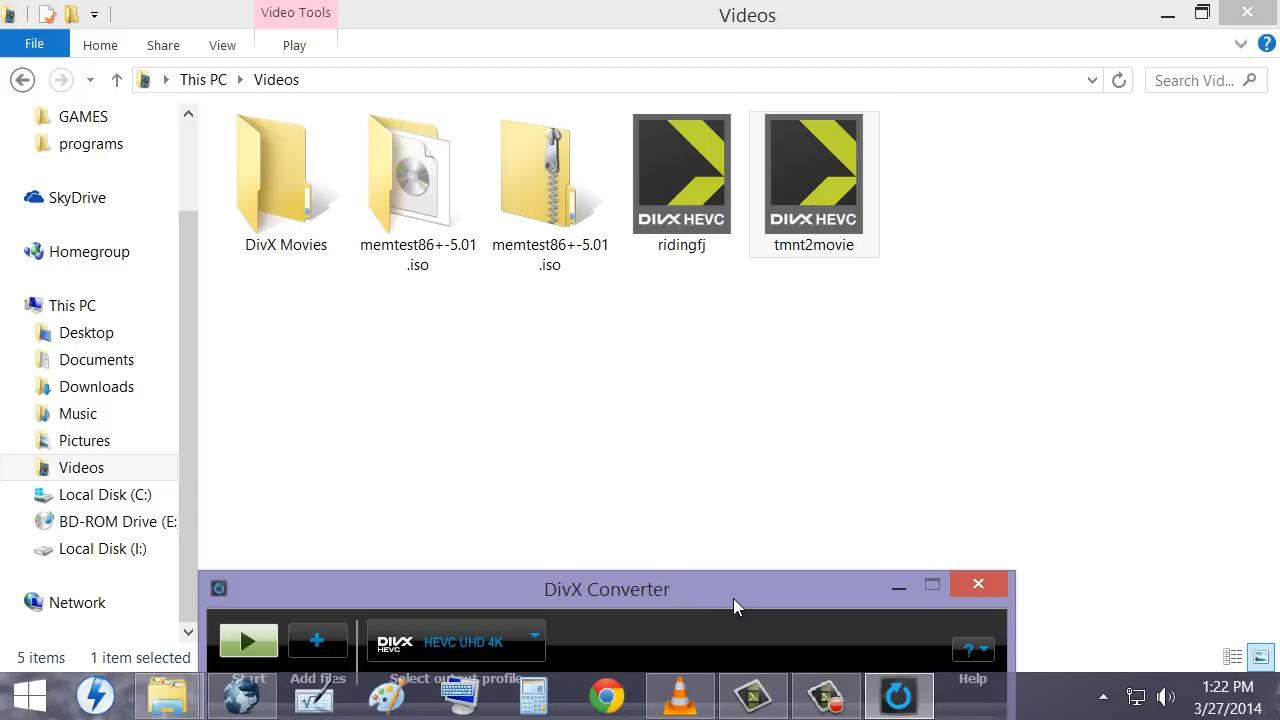 Video Tools
Videos
File
Home
Share
View
Play
This PC
Videos
Search Vid...
GAMES
programs
SkyDrive
Homegroup
This PC
Desktop
Documents
Downloads
Music
Pictures
Videos
Local Disk (C:)
BD-ROM Drive (E:
Local Disk (I:)
Network
DivX Movies
memtest86+-5.01
.iso
memtest86+-5.01
.iso
DIVX HEVC
ridingfj
DIVX HEVC
tmnt2movie
5 items
1 item selected
DivX Converter
DIVX
HEVC
HEVC UHD 4K
?
Start
Add files
Select output profile
Help
1:22 PM
3/27/2014